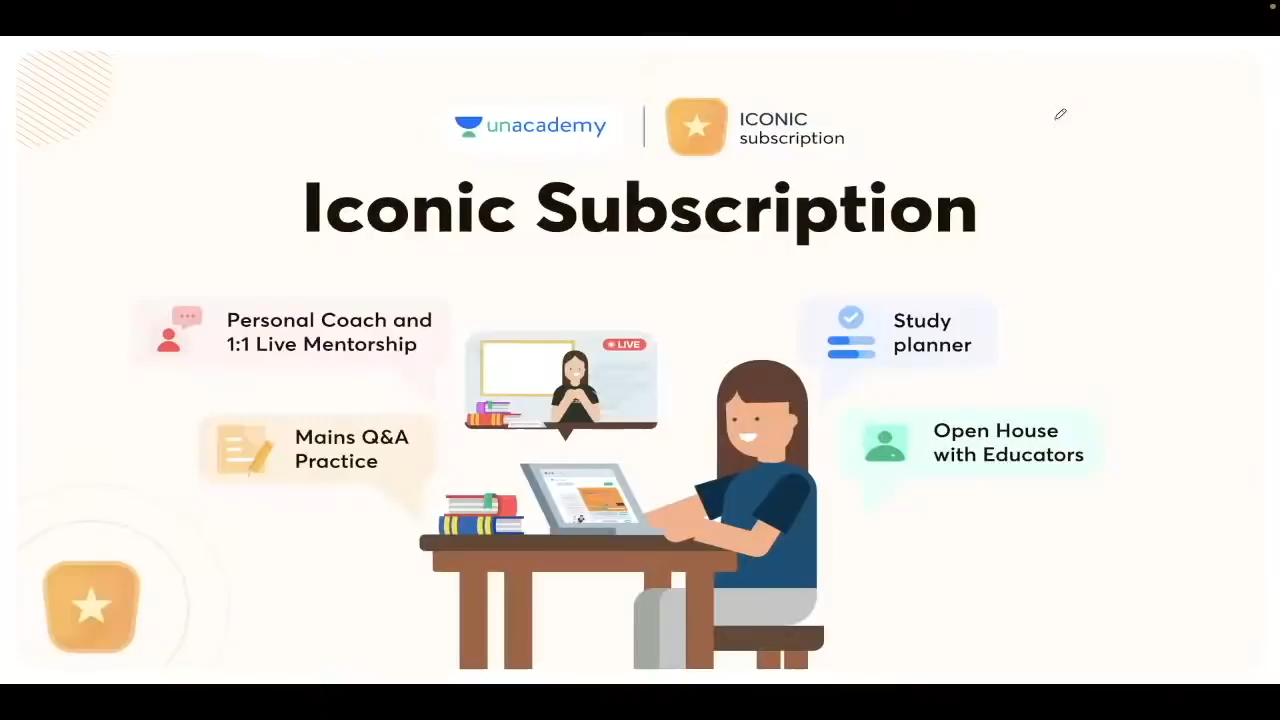 unacademy
ICONIC
subscription
Iconic Subscription
Personal Coach and
1:1 Live Mentorship
LIVE
Study
planner
Mains Q&A
Practice
Open House
with Educators